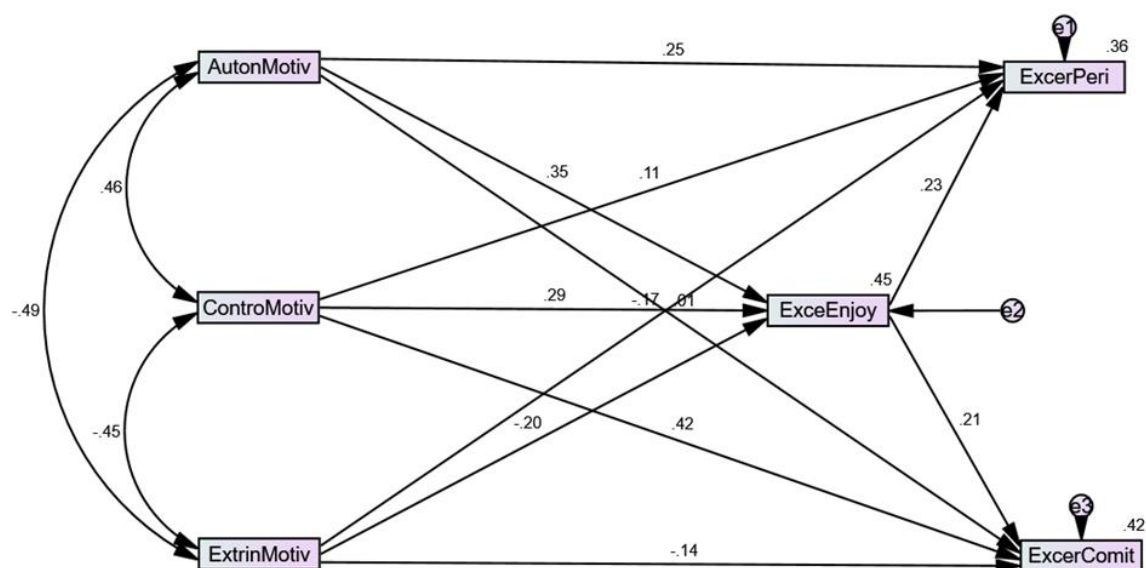 e1
.36
.25
AutonMotiv
ExcerPeri
.46
.35
.11
.23
.45
-.49
ControMotiv
.29
-.17
.01
ExceEnjoy
e2
-.45
-.20
.42
.21
e3
.42
ExtrinMotiv
-.14
ExcerComit